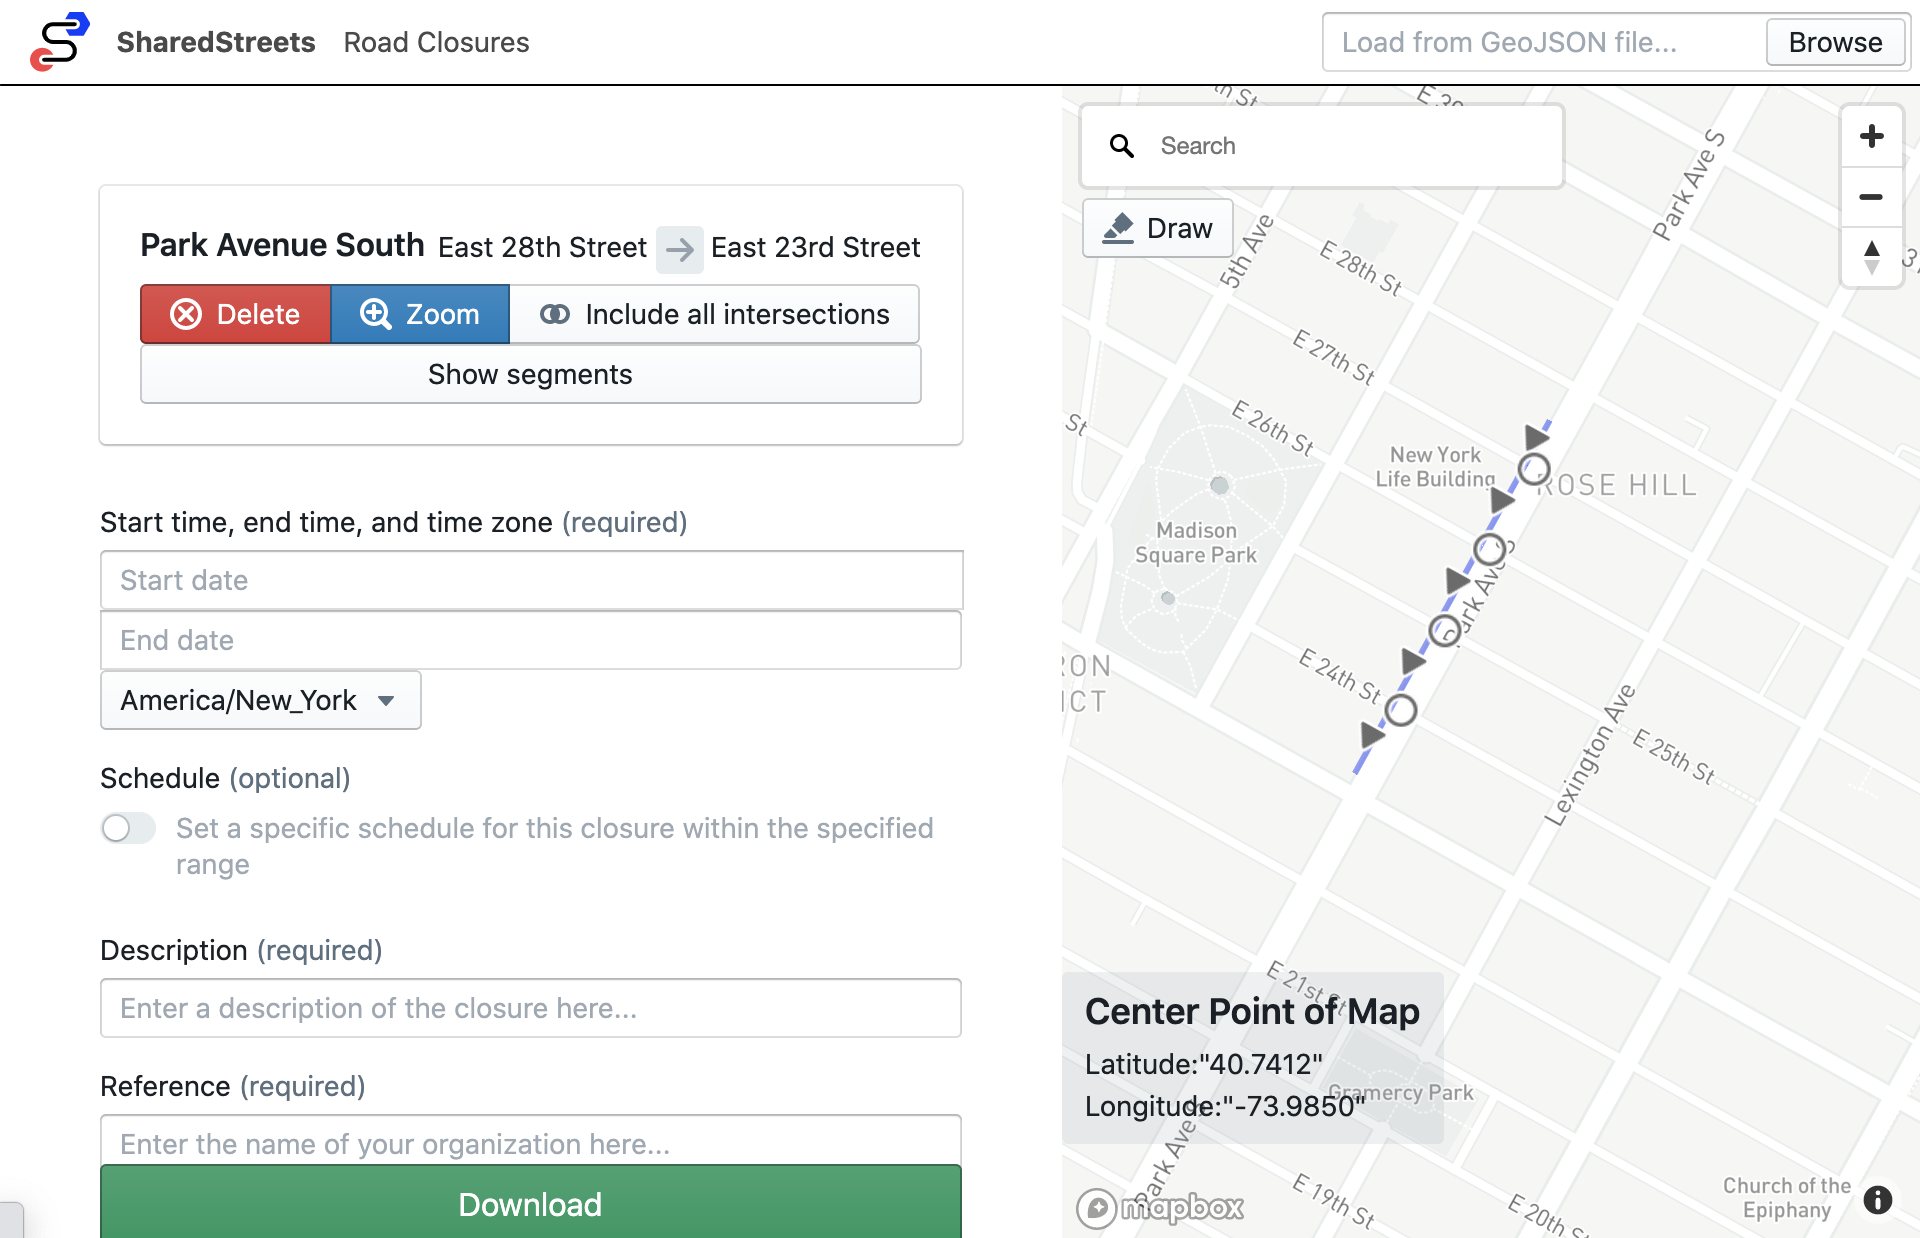 SharedStreets Road Closures
Load from GeoJSON file...
Browse
Park Avenue South East 28th Street → East 23rd Street
Delete
Zoom
Include all intersections
Show segments
Start time, end time, and time zone (required)
Start date
End date
America/New_York
Schedule (optional)
Set a specific schedule for this closure within the specified
range
Description (required)
Enter a description of the closure here...
Reference (required)
Enter the name of your organization here...
Download
Search
Draw
Park Ave S
5th Ave
E 28th St
E 27th St
E 26th St
St
New York
Life Building
ROSE HILL
Madison
Square Park
E 24th St
Lexington Ave
E 25th St
E 21st St
Center Point of Map
Latitude:"40.7412"
Longitude:"-73.9850"
Gramercy Park
Park Ave S
E 19th St
E 20th St
Church of the
Epiphany
mapbox